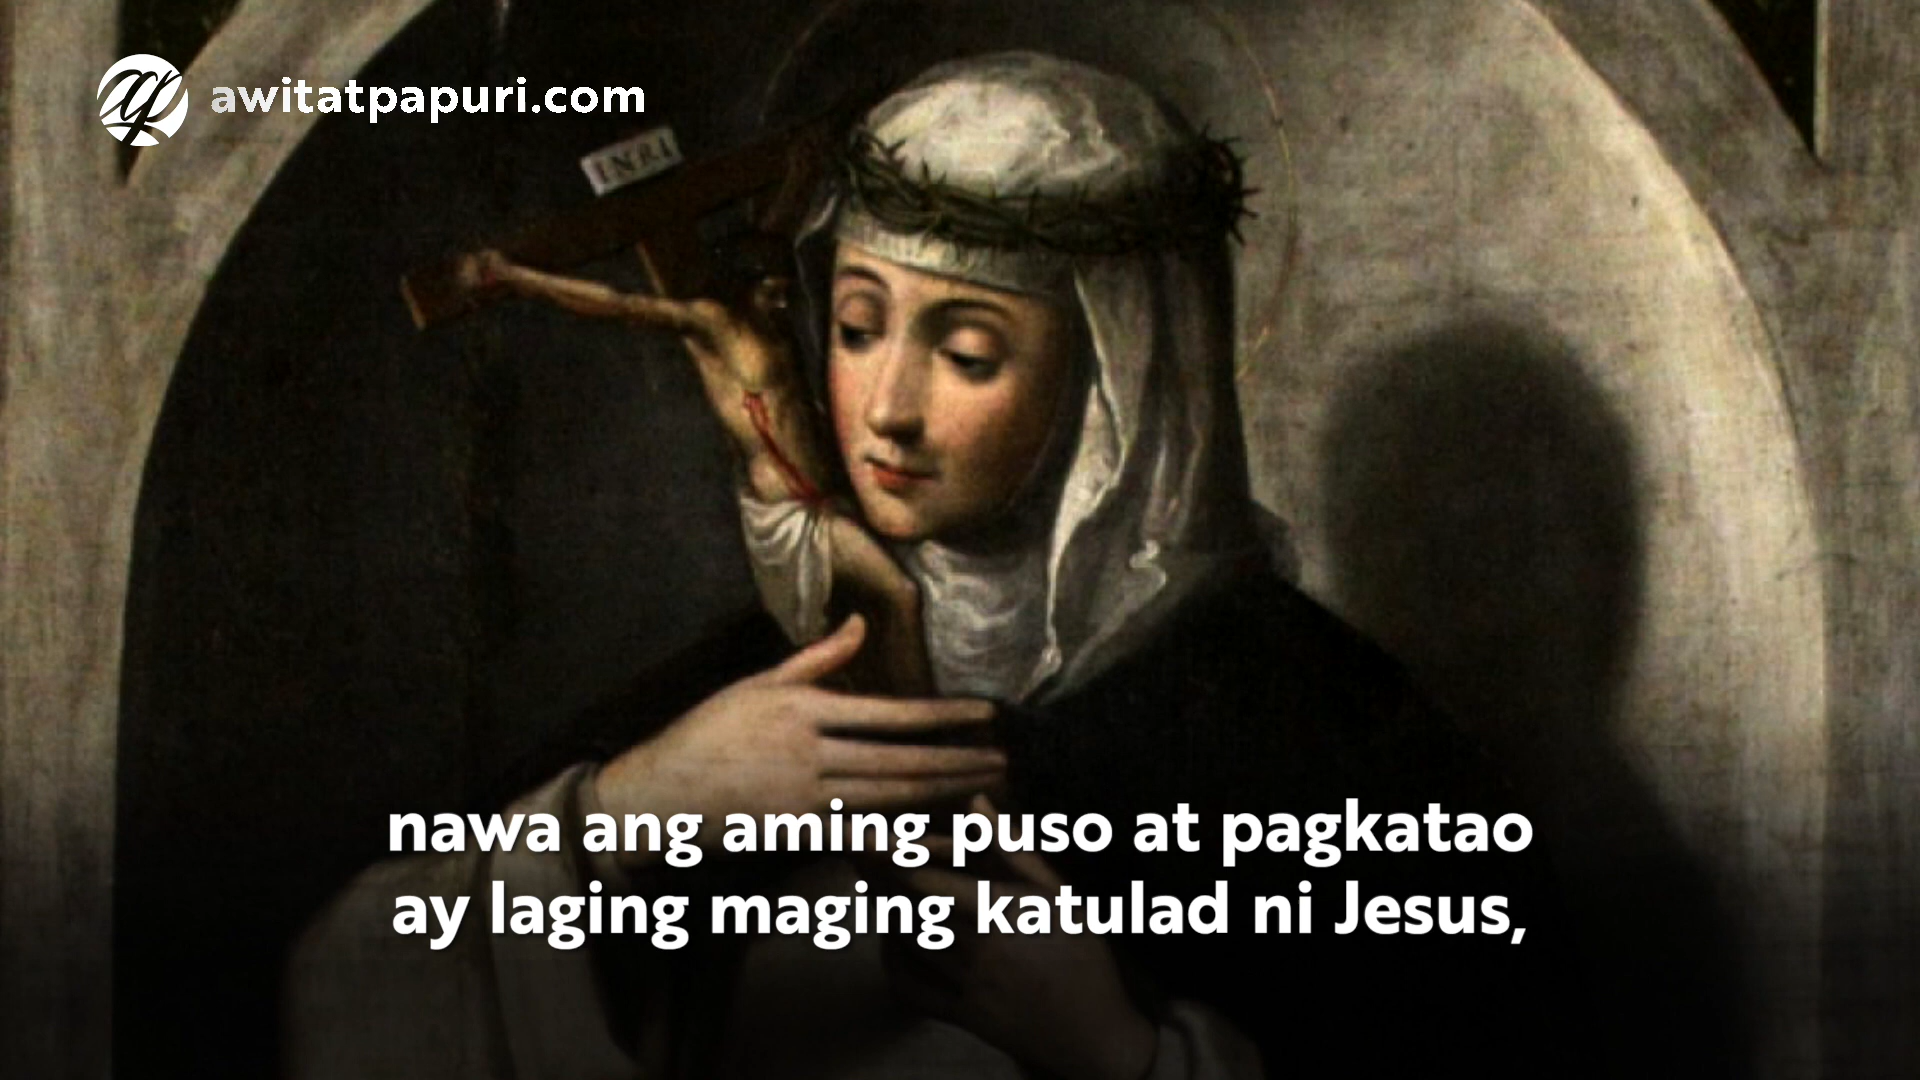 awitatpapuri.com
INRI
nawa ang aming puso at pagkatao
ay laging maging katulad ni Jesus,